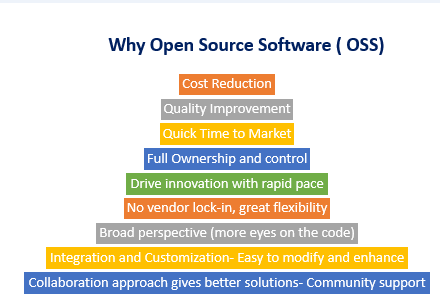 Why Open Source Software ( OSS)
Cost Reduction
Quality Improvement
Quick Time to Market
Full Ownership and control
Drive innovation with rapid pace
No vendor lock-in, great flexibility
Broad perspective (more eyes on the code)
Integration and Customization- Easy to modify and enhance
Collaboration approach gives better solutions- Community support